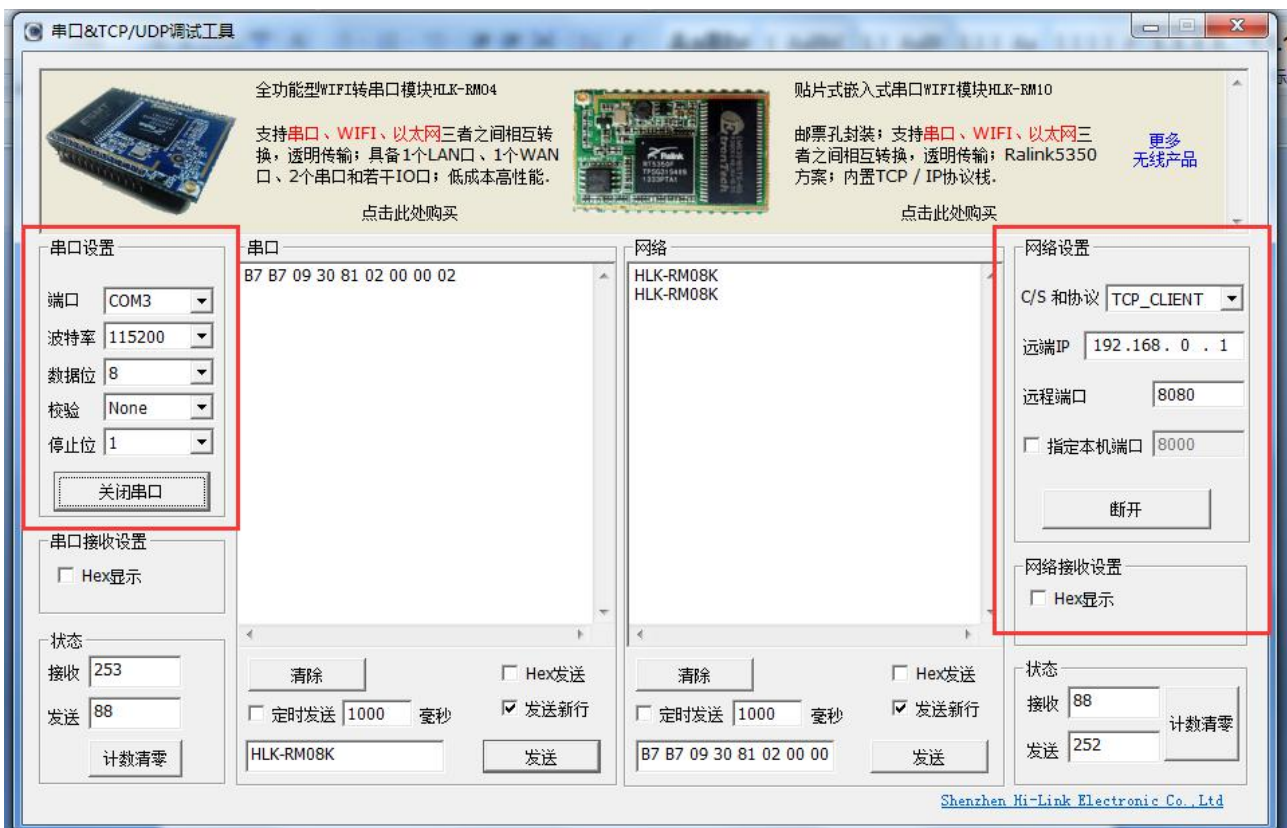 串口&TCP/UDP调试工具
全功能型WIFI转串口模块HLK-RM04
支持串口、WIFI、以太网三者之间相互转
换，透明传输；具备1个LAN口、1个WAN
口、2个串口和若干IO口；低成本高性能.
点击此处购买
Ralink
RT5350F
EtronTech
贴片式嵌入式串口WIFI模块HLK-RM10
邮票孔封装；支持串口、WIFI、以太网三
者之间相互转换，透明传输；Ralink5350
方案；内置TCP / IP协议栈.
点击此处购买
更多
无线产品
串口设置
端口 COM3
波特率 115200
数据位 8
校验 None
停止位 1
关闭串口
串口接收设置
Hex显示
状态
接收 253
发送 88
计数清零
串口
B7 B7 09 30 81 02 00 00 02
清除
Hex发送
定时发送 1000 毫秒
发送新行
HLK-RM08K
发送
网络
HLK-RM08K
HLK-RM08K
清除
Hex发送
定时发送 1000 毫秒
发送新行
B7 B7 09 30 81 02 00 00
发送
网络设置
C/S 和协议 TCP_CLIENT
远端IP 192.168. 0 . 1
远程端口 8080
指定本机端口 8000
断开
网络接收设置
Hex显示
状态
接收 88
发送 252
计数清零
Shenzhen Hi-Link Electronic Co.,Ltd